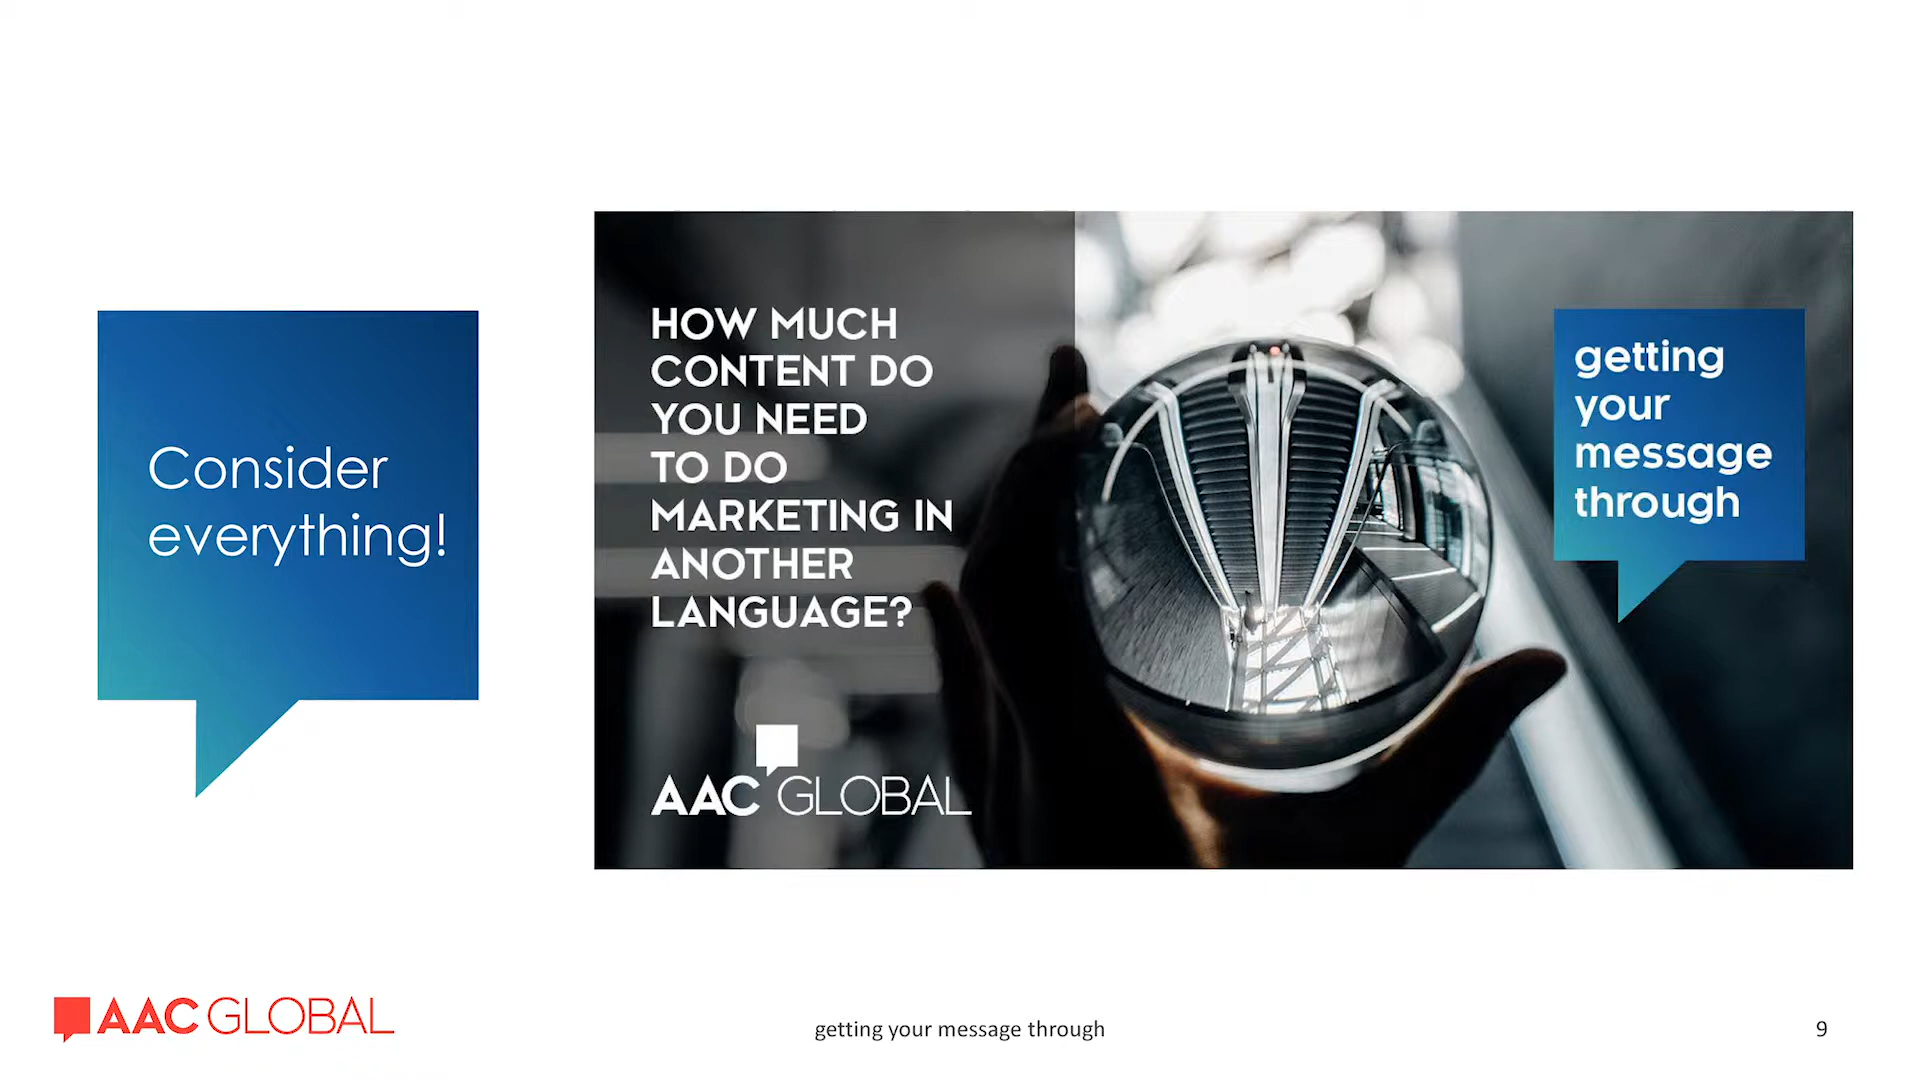 Consider
everything!
HOW MUCH
CONTENT DO
YOU NEED
TO DO
MARKETING IN
ANOTHER
LANGUAGE?
AAC GLOBAL
getting
your
message
through
AAC GLOBAL
getting your message through
9